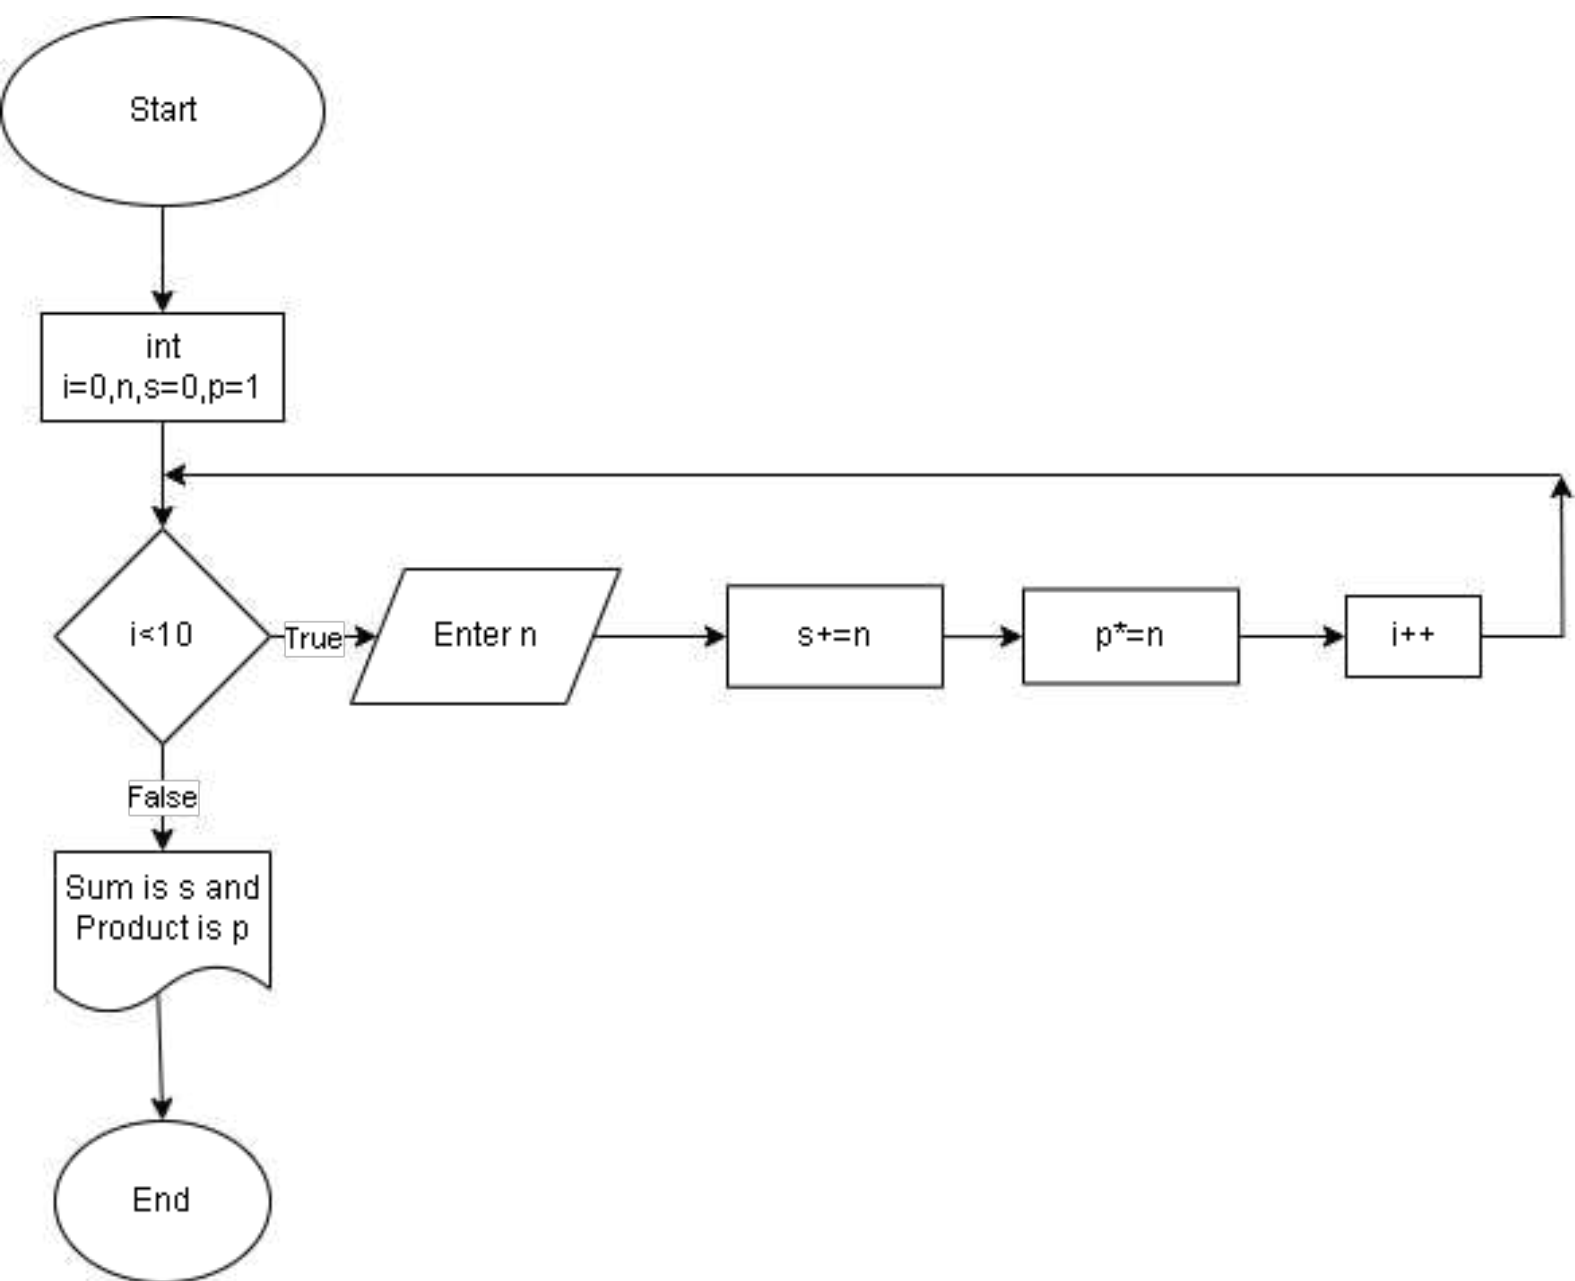 Start
int
i=0,n,s=0,p=1
i<10
True
Enter n
s+=n
p*=n
i++
False
Sum is s and
Product is p
End